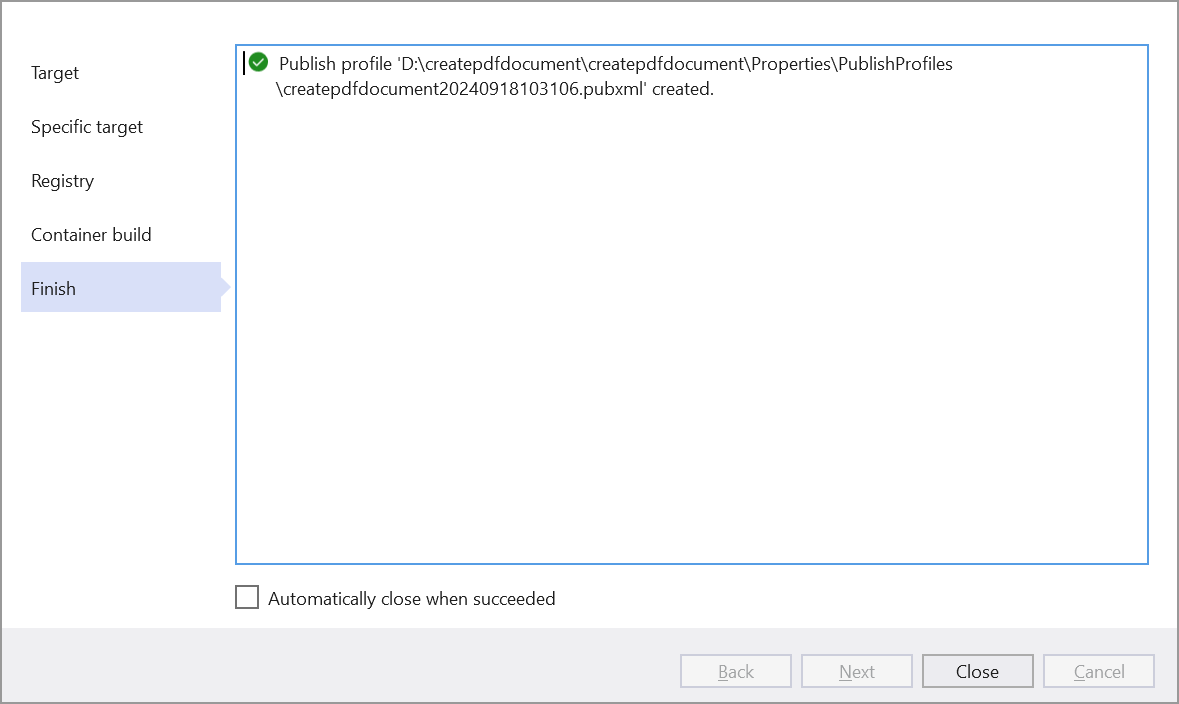 Target
Specific target
Registry
Container build
Finish
Publish profile 'D:\createpdfdocument\createpdfdocument\Properties\PublishProfiles
\createpdfdocument20240918103106.pubxml' created.
Automatically close when succeeded
Back
Next
Close
Cancel